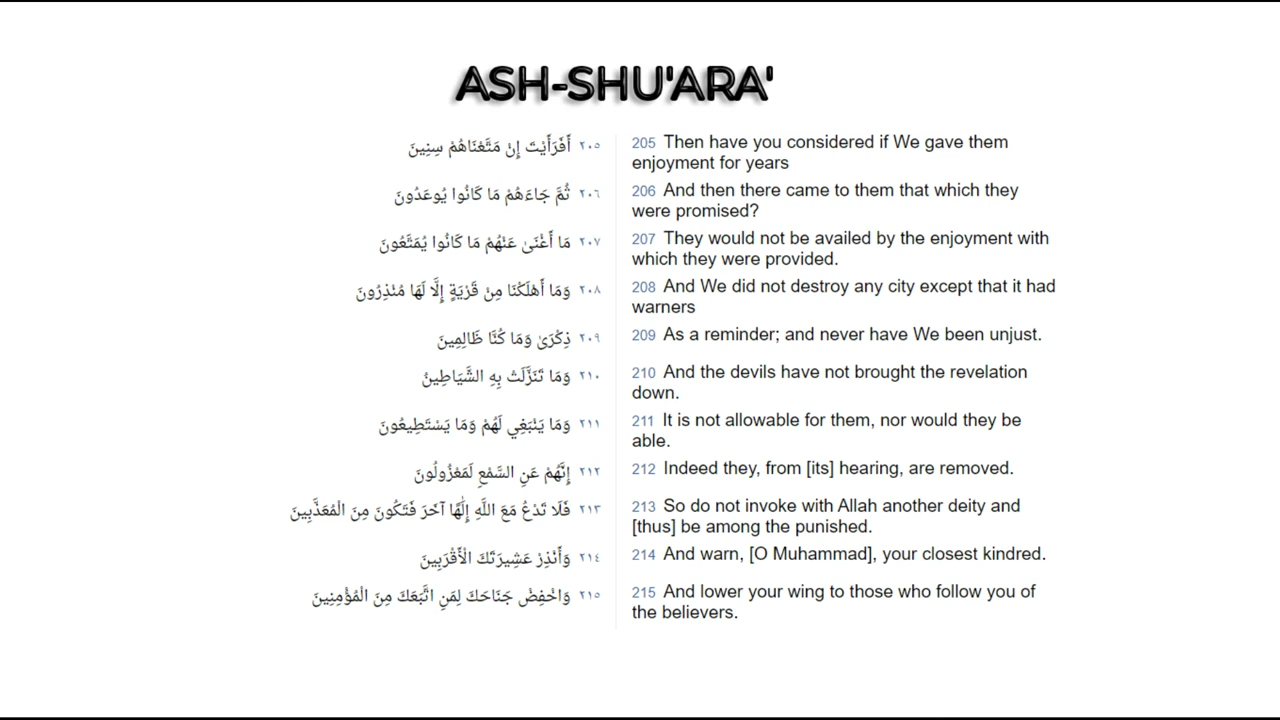 ASH-SHU'ARA'
٢٠٥ أَفَرَأَيْتَ إِنْ مَتَّعْنَاهُمْ سِنِينَ
205 Then have you considered if We gave them
enjoyment for years
٢٠٦ ثُمَّ جَاءَهُمْ مَا كَانُوا يُوعَدُونَ
206 And then there came to them that which they
were promised?
٢٠٧ مَا أَغْنَىٰ عَنْهُمْ مَا كَانُوا يُمَتَّعُونَ
207 They would not be availed by the enjoyment with
which they were provided.
٢٠٨ وَمَا أَهْلَكْنَا مِنْ قَرْيَةٍ إِلَّا لَهَا مُنْذِرُونَ
208 And We did not destroy any city except that it had
warners
٢٠٩ ذِكْرَىٰ وَمَا كُنَّا ظَالِمِينَ
209 As a reminder; and never have We been unjust.
٢١٠ وَمَا تَنَزَّلَتْ بِهِ الشَّيَاطِينُ
210 And the devils have not brought the revelation
down.
٢١١ وَمَا يَنْبَغِي لَهُمْ وَمَا يَسْتَطِيعُونَ
211 It is not allowable for them, nor would they be
able.
٢١٢ إِنَّهُمْ عَنِ السَّمْعِ لَمَعْزُولُونَ
212 Indeed they, from [its] hearing, are removed.
٢١٣ فَلَا تَدْعُ مَعَ اللَّهِ إِلَٰهًا آخَرَ فَتَكُونَ مِنَ الْمُعَذَّبِينَ
213 So do not invoke with Allah another deity and
[thus] be among the punished.
٢١٤ وَأَنْذِرْ عَشِيرَتَكَ الْأَقْرَبِينَ
214 And warn, [O Muhammad], your closest kindred.
٢١٥ وَاخْفِضْ جَنَاحَكَ لِمَنِ اتَّبَعَكَ مِنَ الْمُؤْمِنِينَ
215 And lower your wing to those who follow you of
the believers.